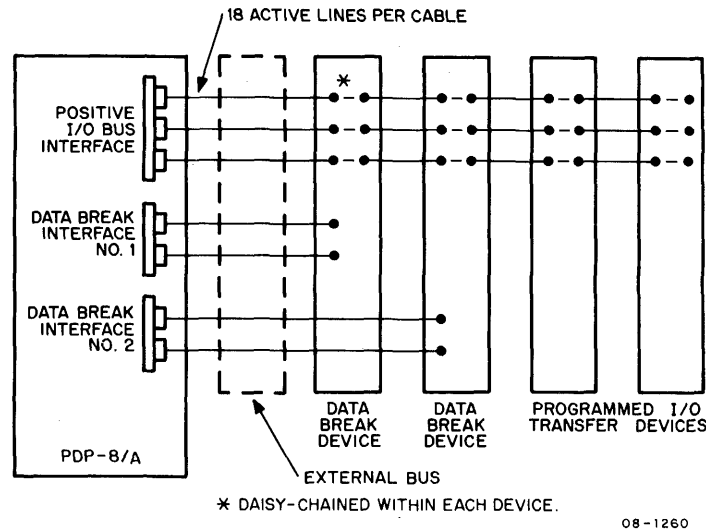 18 ACTIVE LINES PER CABLE
*
POSITIVE
I/O BUS
INTERFACE
DATA BREAK
INTERFACE
NO. 1
DATA BREAK
INTERFACE
NO. 2
PDP-8/A
DATA
BREAK
DEVICE
DATA
BREAK
DEVICE
PROGRAMMED I/O
TRANSFER DEVICES
EXTERNAL BUS
* DAISY-CHAINED WITHIN EACH DEVICE.
08-1260